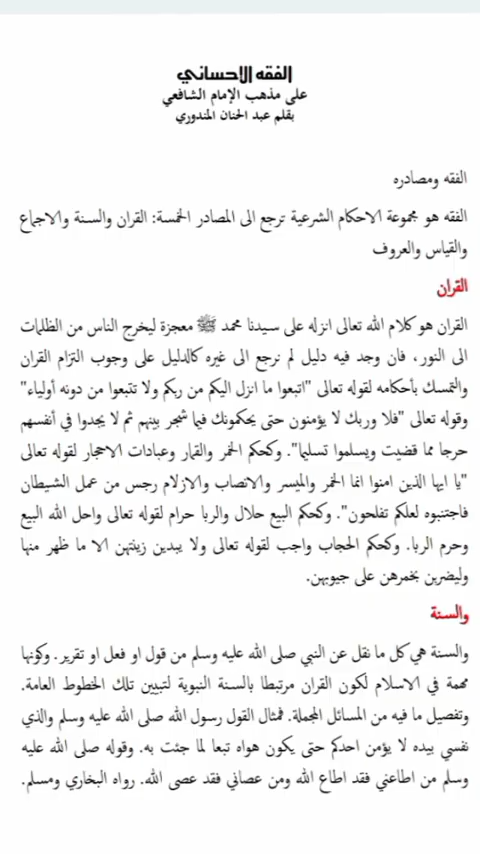 الفقه الاحساني
على مذهب الإمام الشافعي
بقلم عبد الحنان المندوري
الفقه ومصادره
الفقه هو مجموعة الاحكام الشرعية ترجع الى المصادر الخمسة: القران والسنة والاجماع
والقياس والعروف
القران
القران هو كلام الله تعالى انزله على سيدنا محمد ﷺ معجزة ليخرج الناس من الظلمات
الى النور، فان وجد فيه دليل لم نرجع الى غيره كالدليل على وجوب التزام القران
والتمسك بأحكامه لقوله تعالى "اتبعوا ما انزل اليكم من ربكم ولا تتبعوا من دونه أولياء"
وقوله تعالى "فلا وربك لا يؤمنون حتى يحكمونك فيما شجر بينهم ثم لا يجدوا في أنفسهم
حرجا مما قضيت ويسلموا تسليما". وكحكم الخمر والقمار وعبادات الاحجار لقوله تعالى
"يا ايها الذين امنوا انما الخمر والميسر والانصاب والازلام رجس من عمل الشيطان
فاجتنبوه لعلكم تفلحون". وكحكم البيع حلال والربا حرام لقوله تعالى واحل الله البيع
وحرم الربا. وكحكم الحجاب واجب لقوله تعالى ولا يبدين زينتهن الا ما ظهر منها
وليضربن بخمرهن على جيوبهن.
والسنة
والسنة هي كل ما نقل عن النبي صلى الله عليه وسلم من قول او فعل او تقرير. وكونها
مهمة في الاسلام لكون القران مرتبطا بالسنة النبوية لتبيين تلك الخطوط العامة.
وتفصيل ما فيه من المسائل المجملة. فمثال القول رسول الله صلى الله عليه وسلم والذي
نفسي بيده لا يؤمن احدكم حتى يكون هواه تبعا لما جئت به. وقوله صلى الله عليه
وسلم من اطاعني فقد اطاع الله ومن عصاني فقد عصى الله. رواه البخاري ومسلم.